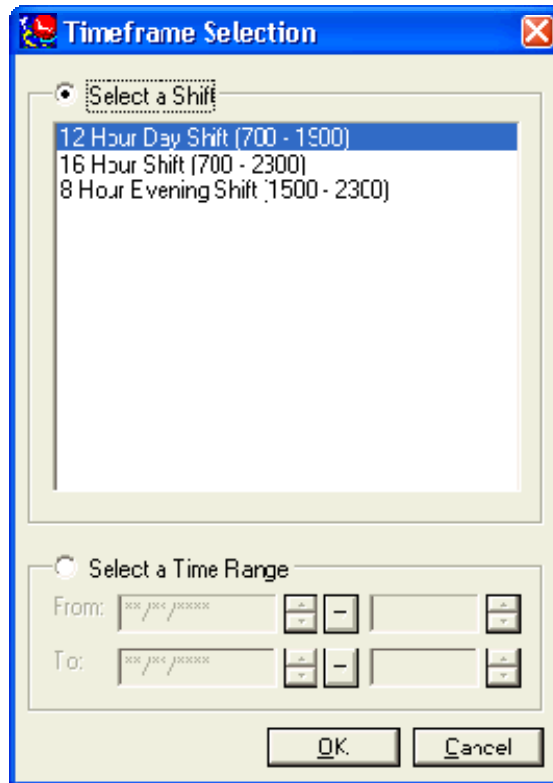 Timeframe Selection
Select a Shift
12 Hour Day Shift (700 - 1900)
16 Hour Shift (700 - 2300)
8 Hour Evening Shift (1500 - 2300)
Select a Time Range
From: **/**/****
To: **/**/****
OK Cancel